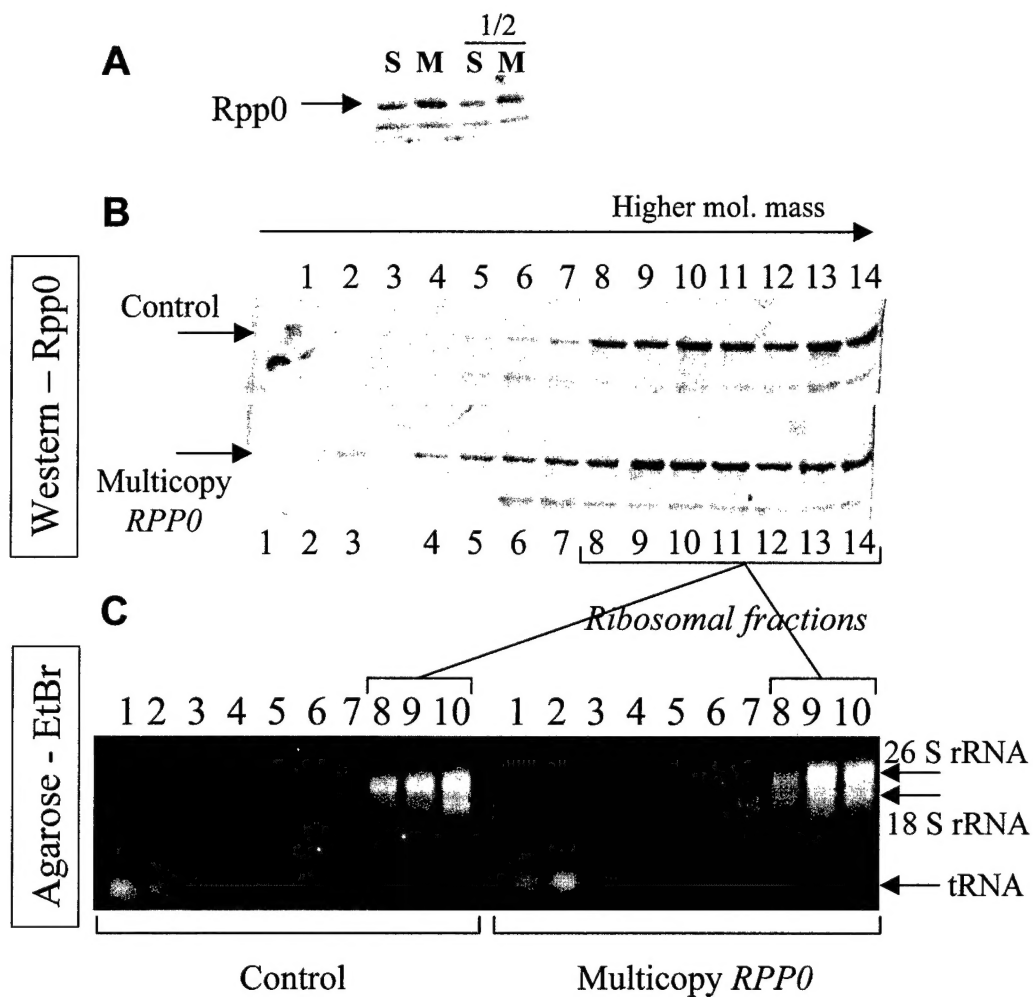 A
1/2
S M S M
Rpp0
B
Higher mol. mass
1 2 3 4 5 6 7 8 9 10 11 12 13 14
Control
Western – Rpp0
Multicopy
RPP0
1 2 3 4 5 6 7 8 9 10 11 12 13 14
C
Ribosomal fractions
Agarose - EtBr
1 2 3 4 5 6 7 8 9 10 1 2 3 4 5 6 7 8 9 10
26 S rRNA
18 S rRNA
tRNA
Control
Multicopy RPP0